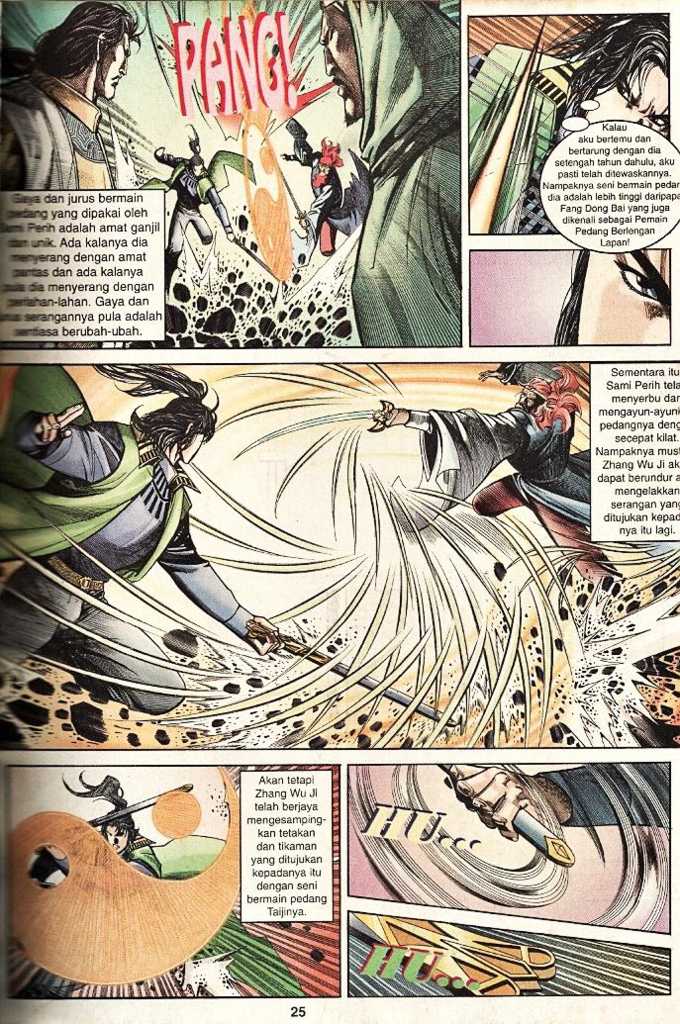 PANG!
Gaya dan jurus bermain
pedang yang dipakai oleh
Sami Perih adalah amat ganjil
dan unik. Ada kalanya dia
menyerang dengan amat
pantas dan ada kalanya
pula dia menyerang dengan
perlahan-lahan. Gaya dan
jurus serangannya pula adalah
sentiasa berubah-ubah.
Kalau
aku bertemu dan
bertarung dengan dia
setengah tahun dahulu, aku
pasti telah ditewaskannya.
Nampaknya seni bermain pedang
dia adalah lebih tinggi daripada
Fang Dong Bai yang juga
dikenali sebagai Pemain
Pedang Berlengan
Lapan!
Sementara itu
Sami Perih tela
menyerbu dan
mengayun-ayunk
pedangnya deng
secepat kilat.
Nampaknya must
Zhang Wu Ji ak
dapat berundur a
mengelakkan
serangan yang
ditujukan kepad
nya itu lagi.
Akan tetapi
Zhang Wu JI
telah berjaya
mengesamping-
kan tetakan
dan tikaman
yang ditujukan
kepadanya itu
dengan seni
bermain pedang
Taijinya.
HU...
HU...
25